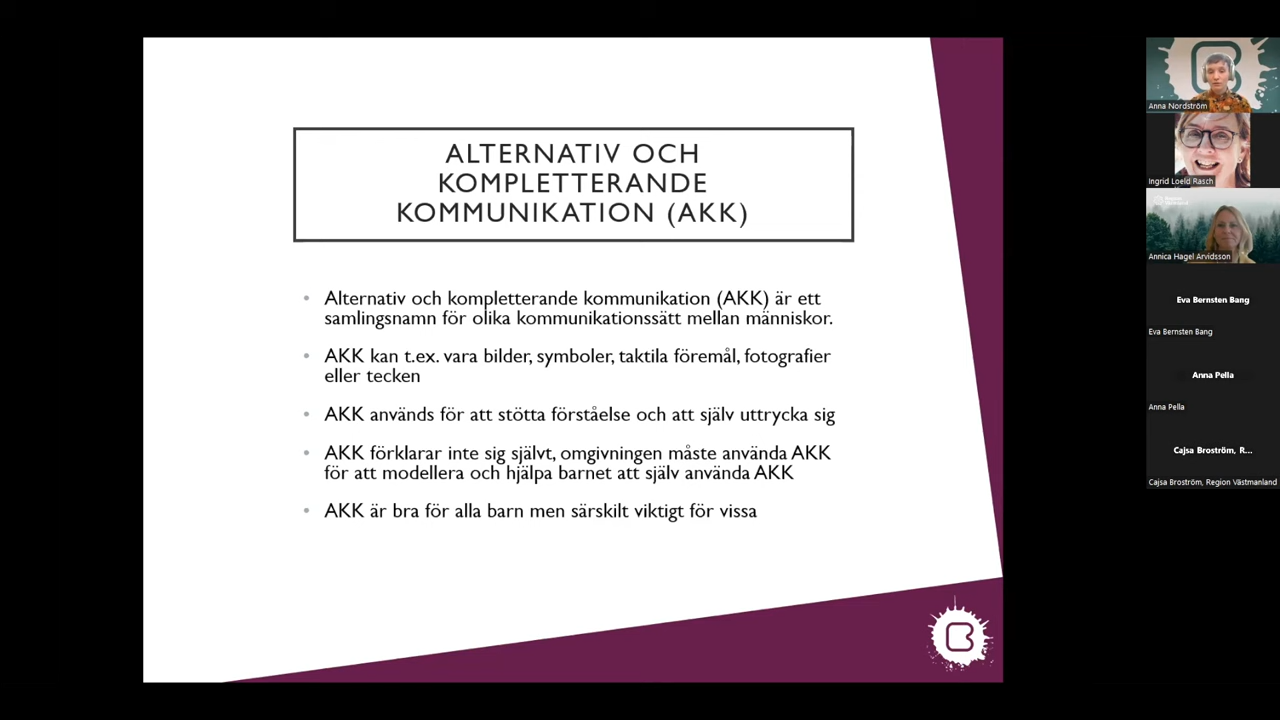 ALTERNATIV OCH
KOMPLETTERANDE
KOMMUNIKATION (AKK)
• Alternativ och kompletterande kommunikation (AKK) är ett
samlingsnamn för olika kommunikationssätt mellan människor.
• AKK kan t.ex. vara bilder, symboler, taktila föremål, fotografier
eller tecken
• AKK används för att stötta förståelse och att själv uttrycka sig
• AKK förklarar inte sig självt, omgivningen måste använda AKK
för att modellera och hjälpa barnet att själv använda AKK
• AKK är bra för alla barn men särskilt viktigt för vissa
Anna Nordström
Ingrid Loeld Rasch
Annica Hagel Arvidsson
Eva Bernsten Bang
Eva Bernsten Bang
Anna Pella
Anna Pella
Cajsa Broström, R...
Cajsa Broström, Region Västmanland